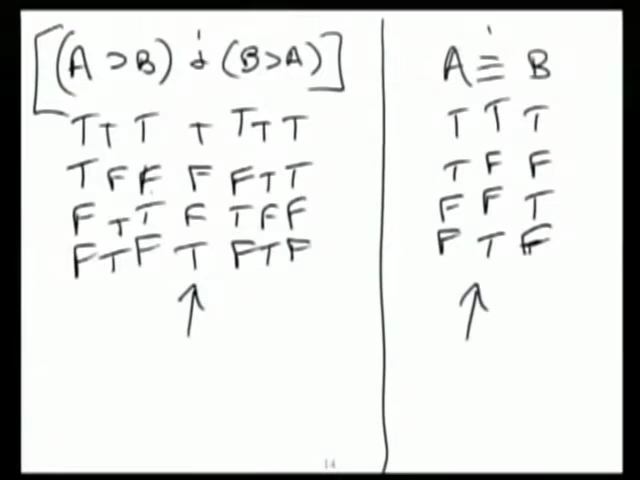 [(A ⊃ B) & (B ⊃ A)] A ≡ B
T T T T T T T T T T
T F F F F T T T F F
F T T F T F F F F T
F T F T F T F F T F
14